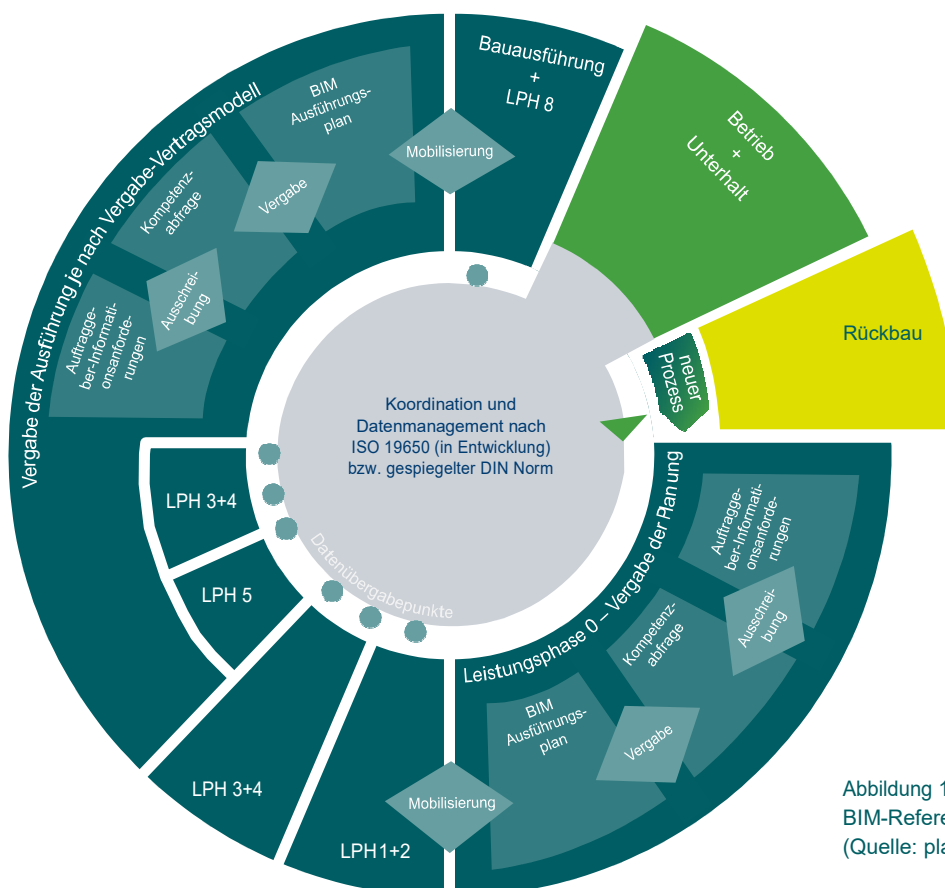 Bauausführung
+
LPH 8
Betrieb
+
Unterhalt
Rückbau
neuer
Prozess
Vergabe der Ausführung je nach Vergabe-Vertragsmodell
BIM
Ausführungs-
plan
Mobilisierung
Vergabe
Kompetenz-
abfrage
Ausschrei-
bung
Auftragge-
ber-Informati-
onsanforde-
rungen
Koordination und
Datenmanagement nach
ISO 19650 (in Entwicklung)
bzw. gespiegelter DIN Norm
Datenübergabepunkte
LPH 3+4
LPH 5
LPH 3+4
LPH1+2
Leistungsphase 0 – Vergabe der Planung
Auftragge-
ber-Informati-
onsanforde-
rungen
Ausschrei-
bung
Kompetenz-
abfrage
Vergabe
BIM
Ausführungs-
plan
Mobilisierung
Abbildung 1
BIM-Refere
(Quelle: pla